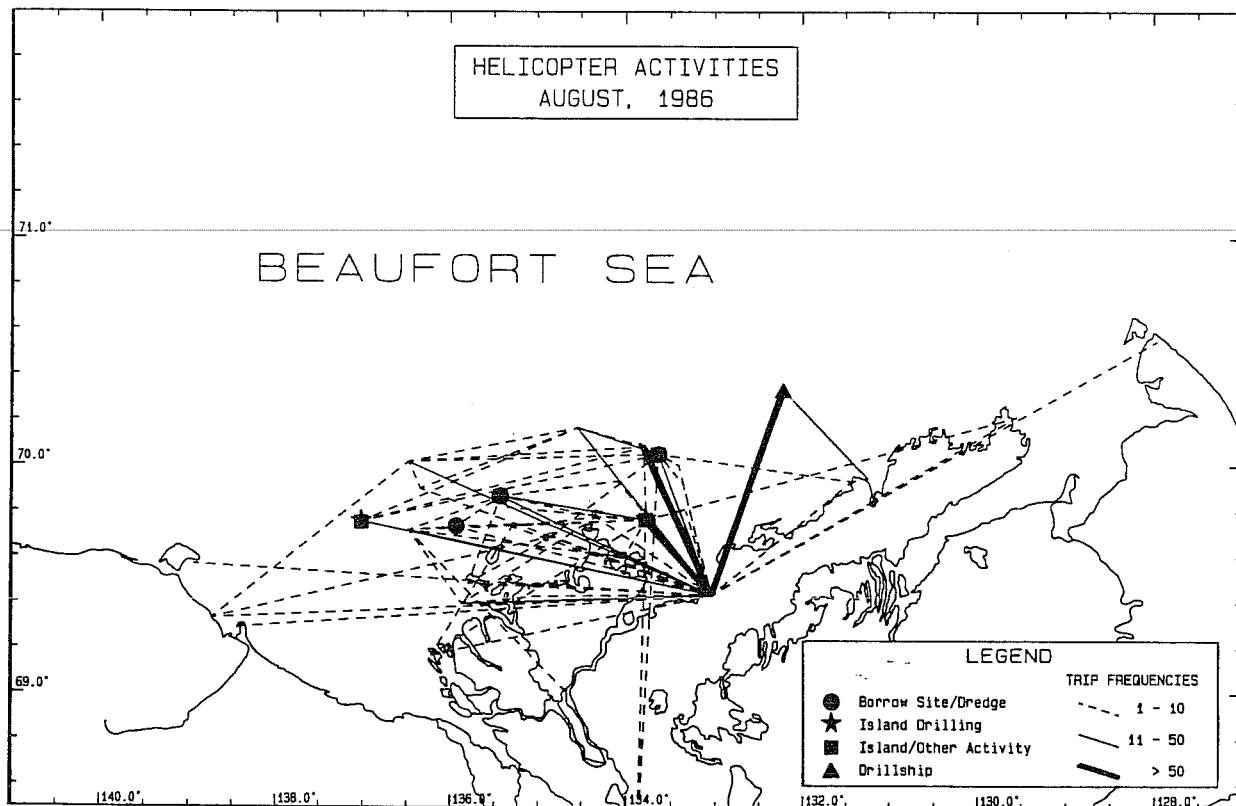 HELICOPTER ACTIVITIES
AUGUST, 1986
71.0°
BEAUFORT SEA
70.0°
69.0°
LEGEND
TRIP FREQUENCIES
Borrow Site/Dredge
1 - 10
Island Drilling
11 - 50
Island/Other Activity
> 50
Drillship
140.0° 138.0° 136.0° 134.0° 132.0° 130.0° 128.0°